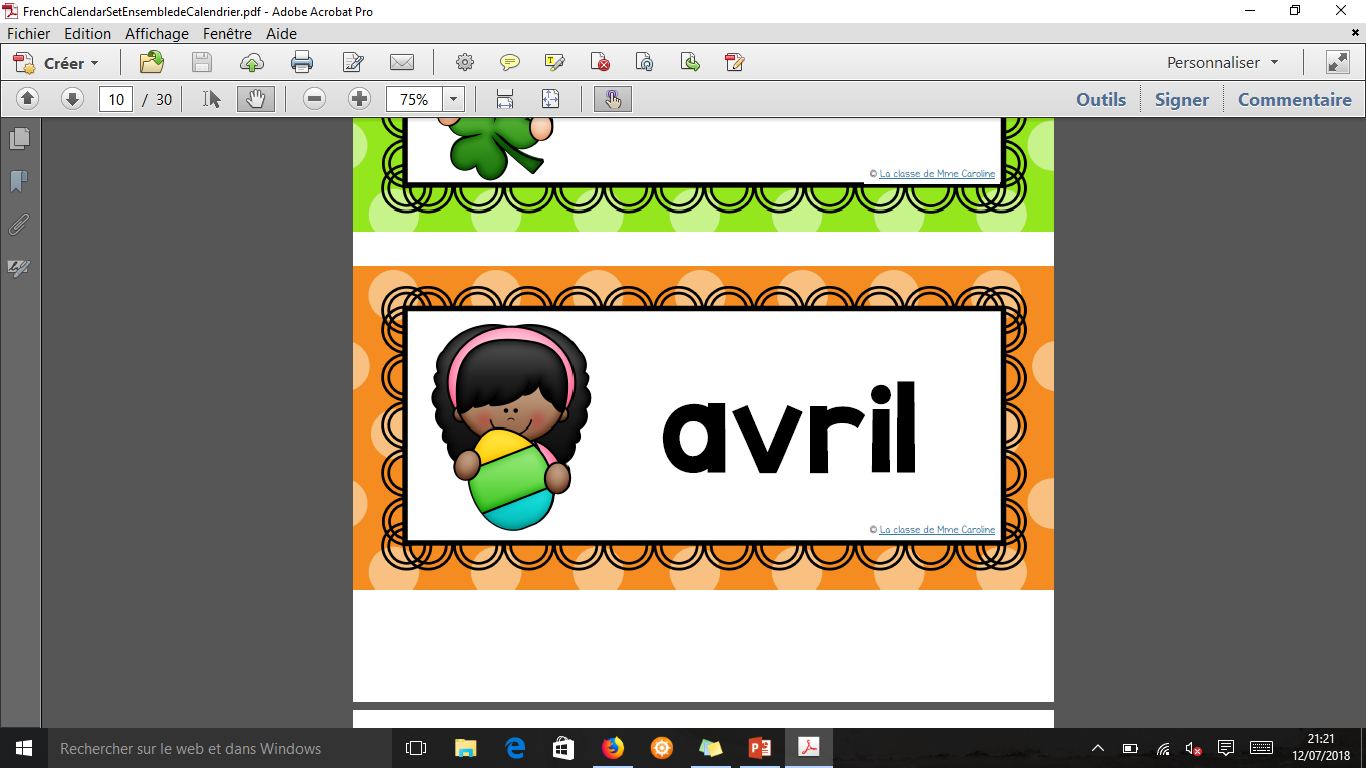 FrenchCalendarSetEnsembledeCalendrier.pdf - Adobe Acrobat Pro
Fichier Edition Affichage Fenêtre Aide
Créer Personnaliser
10 / 30 75% Outils Signer Commentaire
© La classe de Mme Caroline
avril
© La classe de Mme Caroline
Rechercher sur le web et dans Windows
21:21
12/07/2018